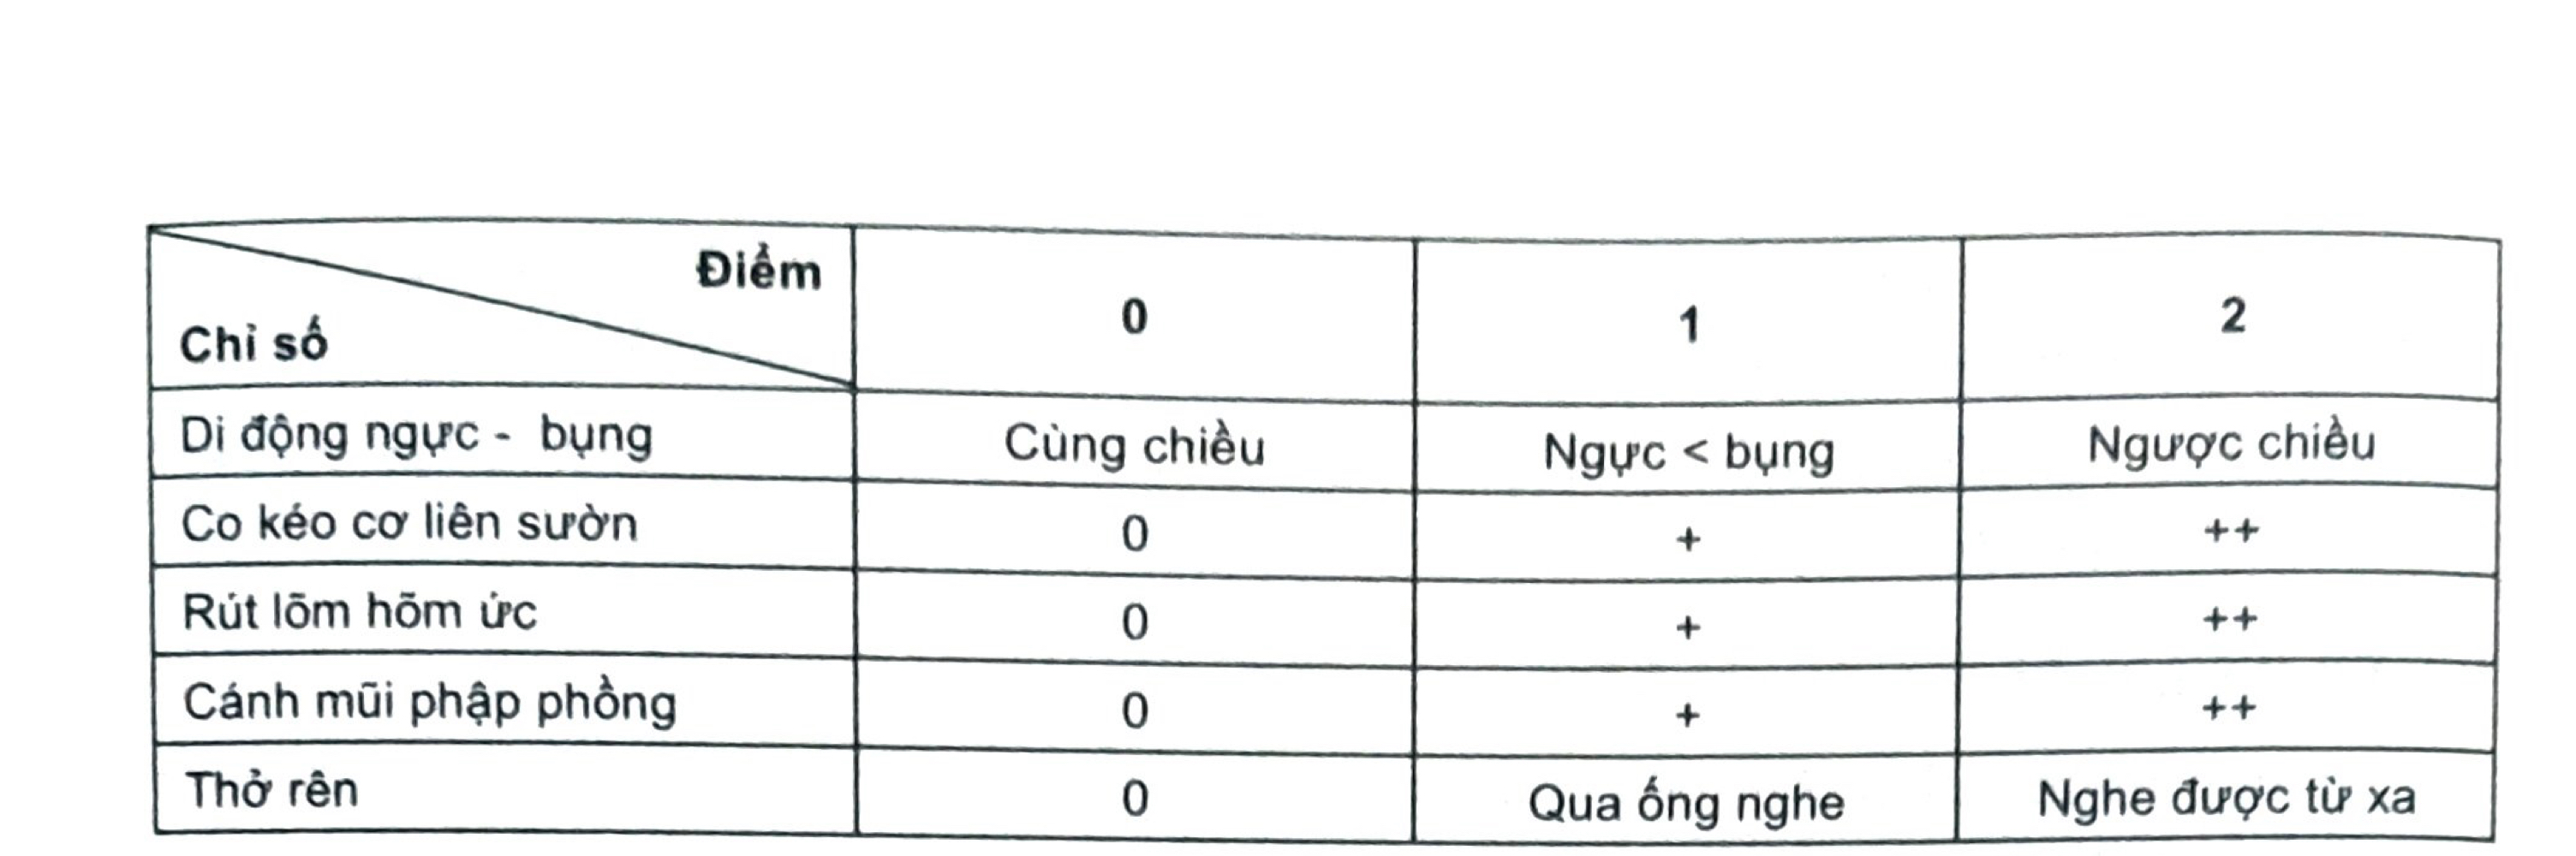 Điểm
Chỉ số
0 1 2
Di động ngực - bụng Cùng chiều Ngực < bụng Ngược chiều
Co kéo cơ liên sườn 0 + ++
Rút lõm hõm ức 0 + ++
Cánh mũi phập phồng 0 + ++
Thở rên 0 Qua ống nghe Nghe được từ xa